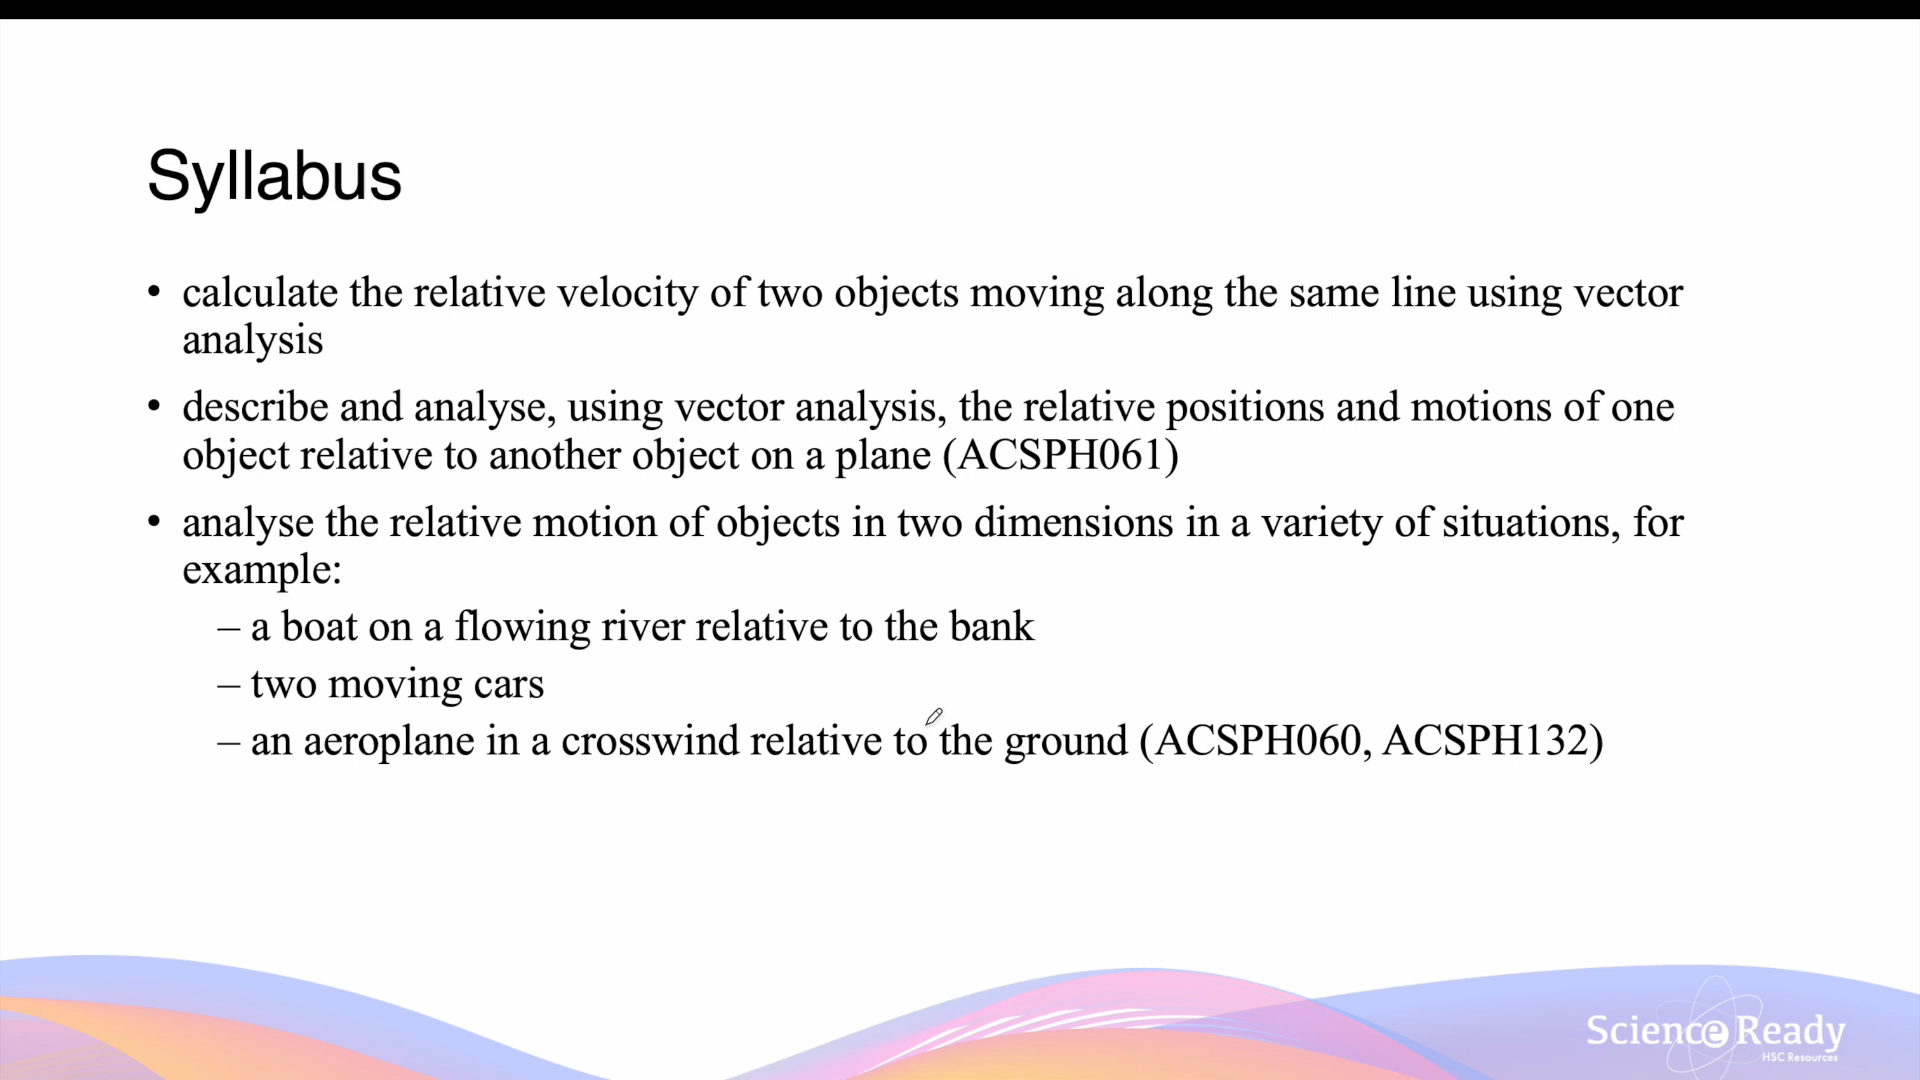 Syllabus
• calculate the relative velocity of two objects moving along the same line using vector
analysis
• describe and analyse, using vector analysis, the relative positions and motions of one
object relative to another object on a plane (ACSPH061)
• analyse the relative motion of objects in two dimensions in a variety of situations, for
example:
– a boat on a flowing river relative to the bank
– two moving cars
– an aeroplane in a crosswind relative to the ground (ACSPH060, ACSPH132)
Science Ready
HSC Resources